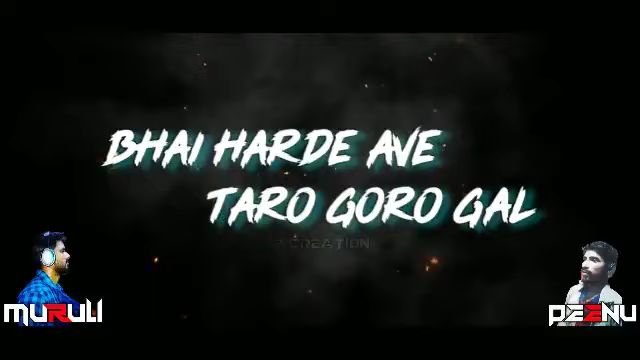 BHAI HARDE AVE
TARO GORO GAL
CREATION
MURULI
DEENU